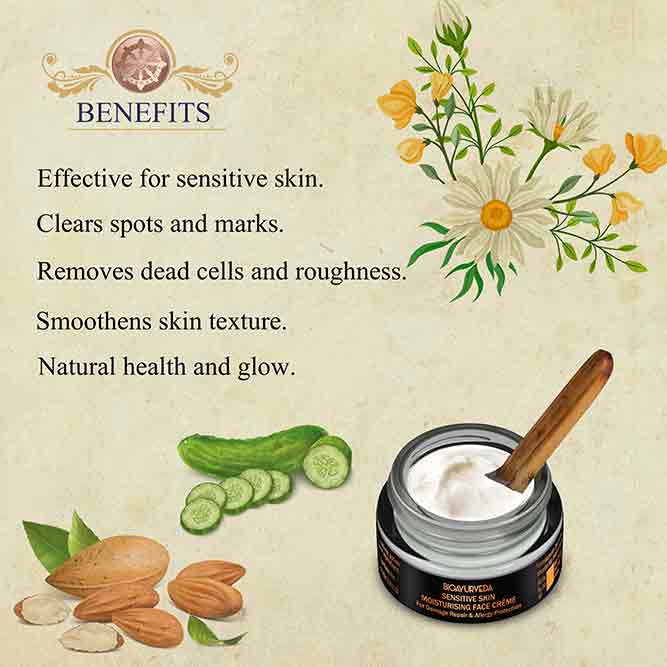 BENEFITS
Effective for sensitive skin.
Clears spots and marks.
Removes dead cells and roughness.
Smoothens skin texture.
Natural health and glow.
BIOAYURVEDA
SENSITIVE SKIN
MOISTURISING FACE CRÈME
For Damage Repair & Allergy Protection